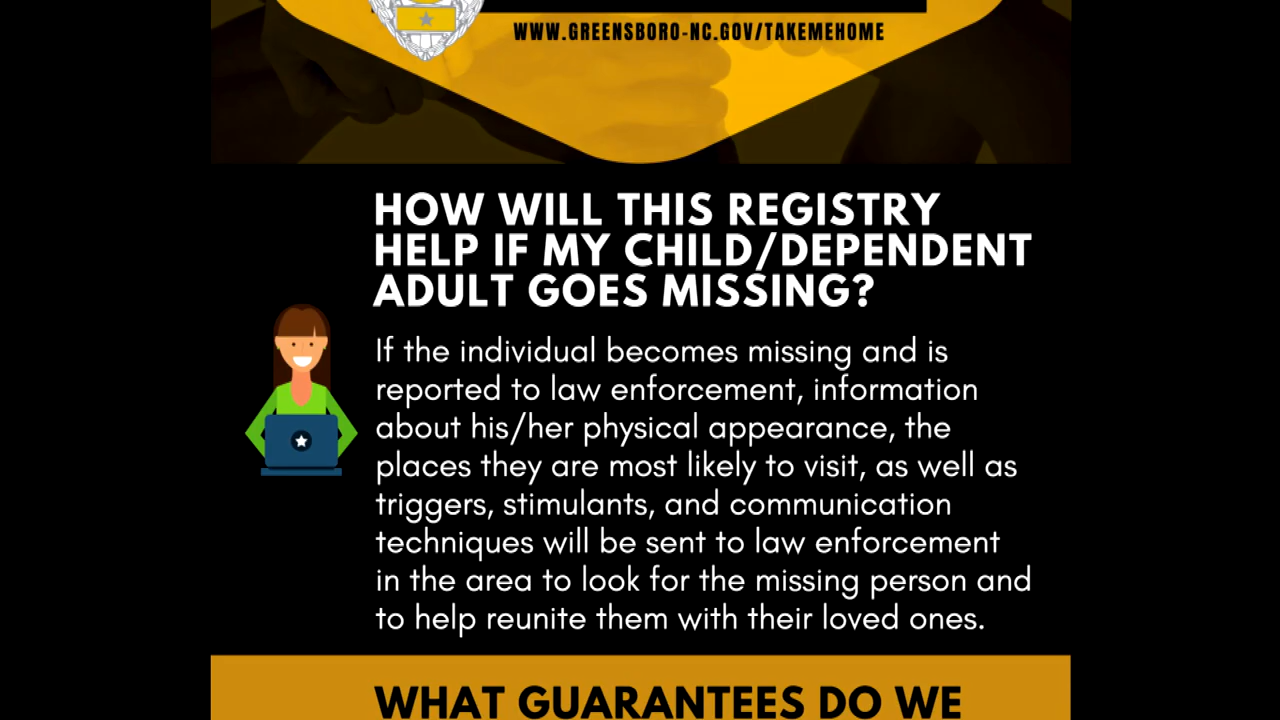 WWW.GREENSBORO-NC.GOV/TAKEMEHOME
HOW WILL THIS REGISTRY
HELP IF MY CHILD/DEPENDENT
ADULT GOES MISSING?
If the individual becomes missing and is
reported to law enforcement, information
about his/her physical appearance, the
places they are most likely to visit, as well as
triggers, stimulants, and communication
techniques will be sent to law enforcement
in the area to look for the missing person and
to help reunite them with their loved ones.
WHAT GUARANTEES DO WE